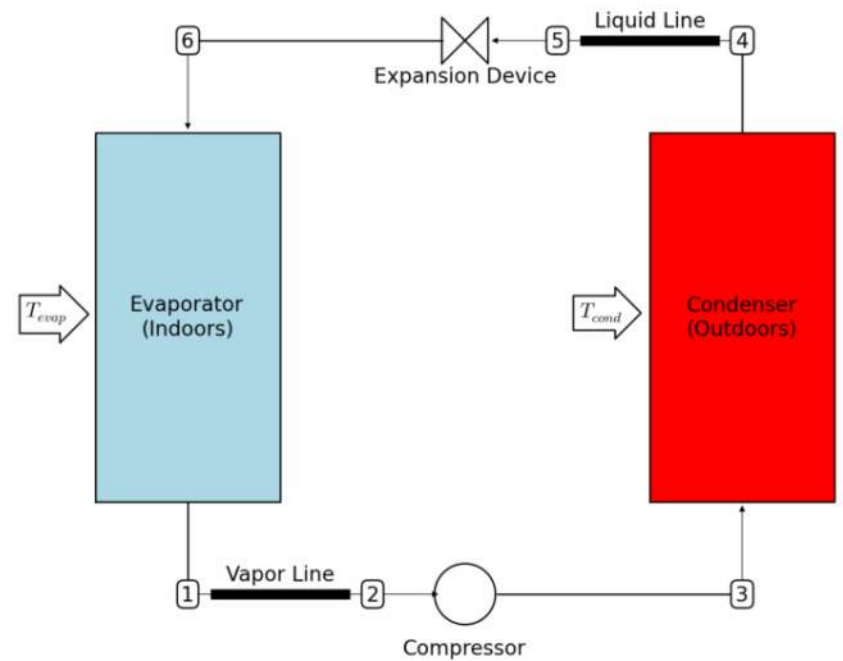 Liquid Line
6
5
4
Expansion Device
T_evap
Evaporator
(Indoors)
T_cond
Condenser
(Outdoors)
Vapor Line
1
2
3
Compressor